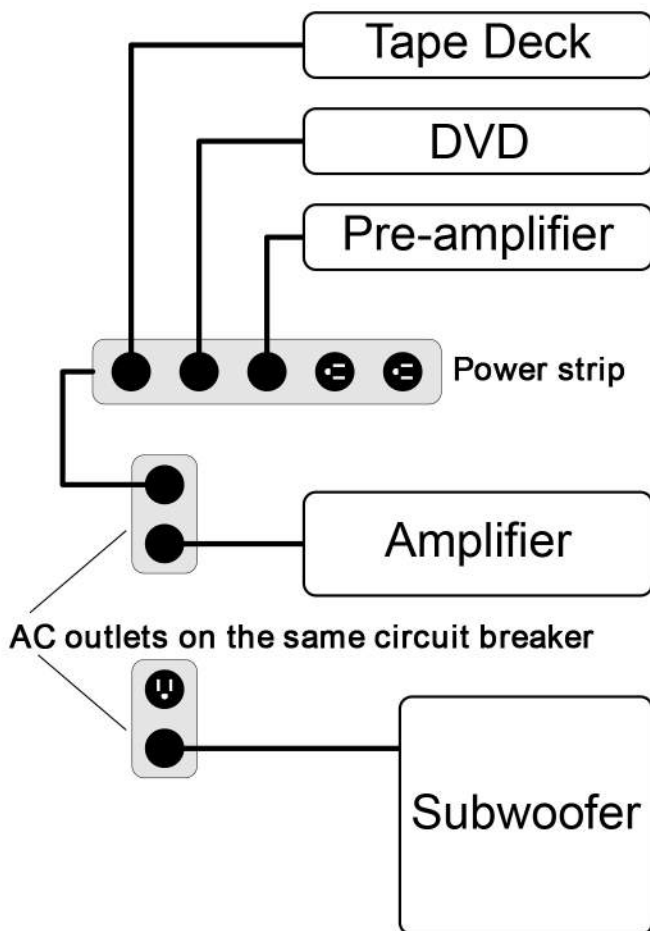 Tape Deck
DVD
Pre-amplifier
Power strip
Amplifier
AC outlets on the same circuit breaker
Subwoofer